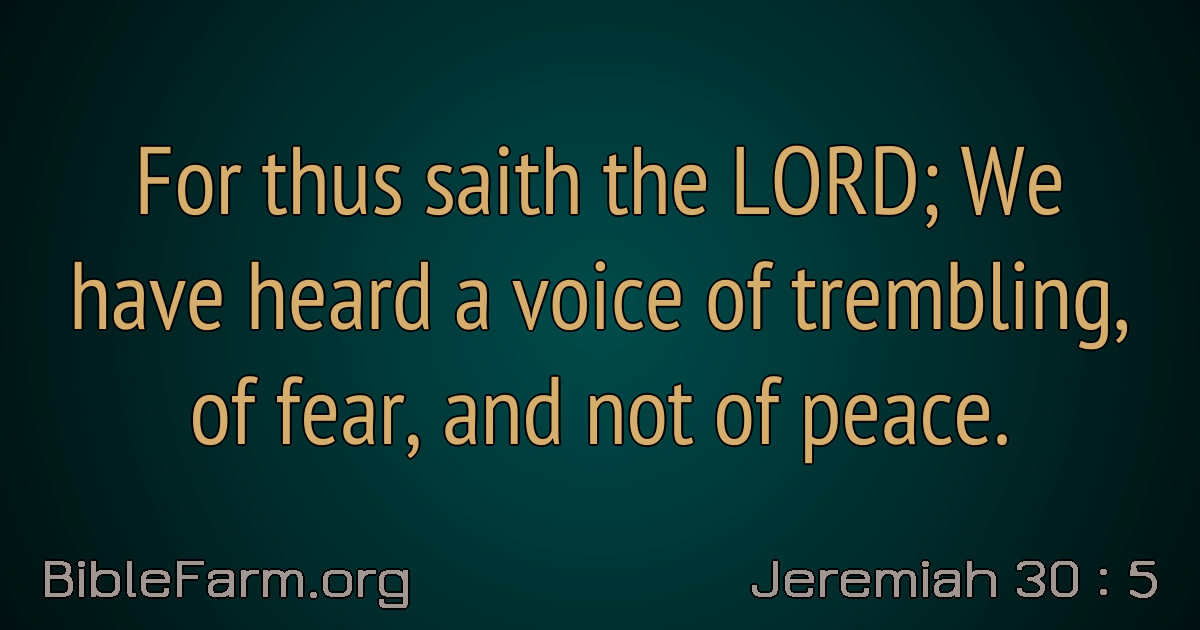 For thus saith the LORD; We
have heard a voice of trembling,
of fear, and not of peace.
BibleFarm.org
Jeremiah 30 : 5